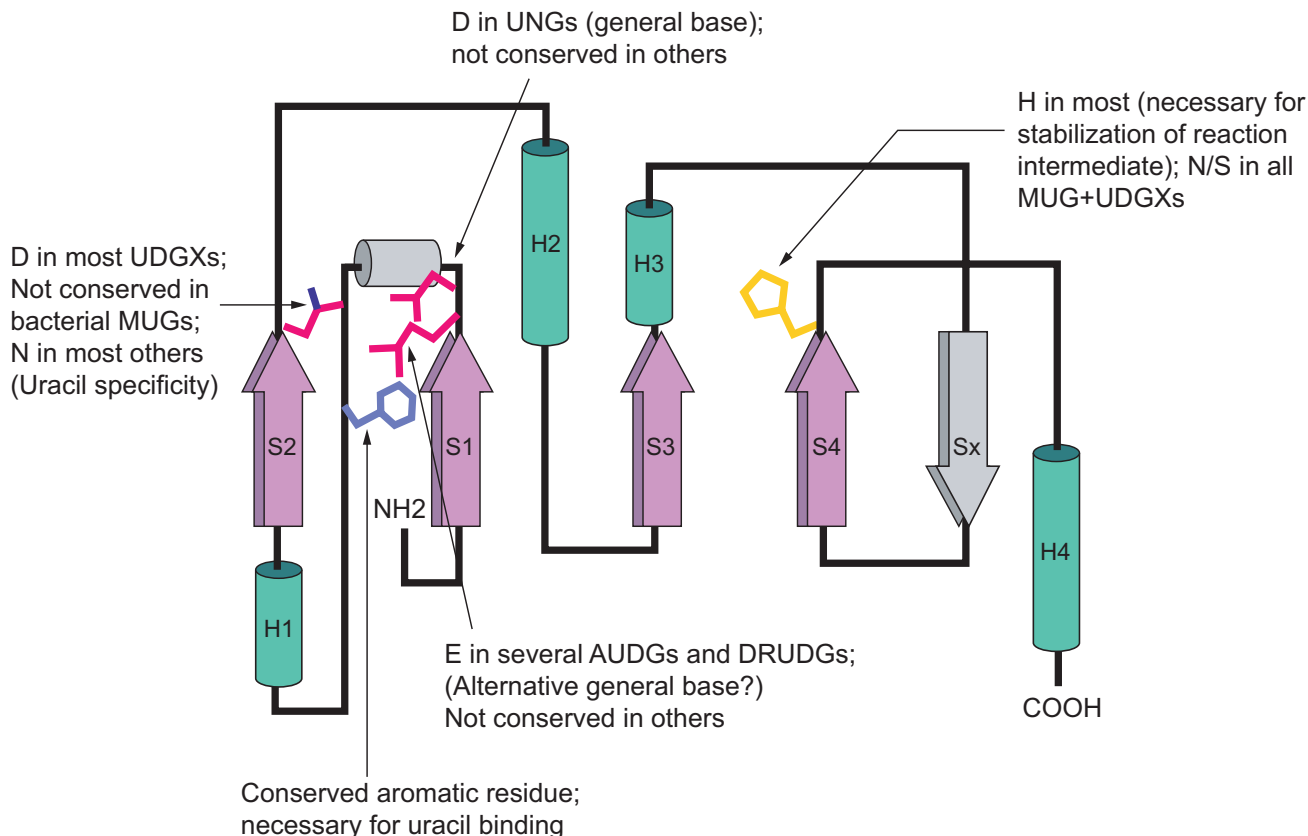 D in UNGs (general base);
not conserved in others
H in most (necessary for
stabilization of reaction
intermediate); N/S in all
MUG+UDGXs
D in most UDGXs;
Not conserved in
bacterial MUGs;
N in most others
(Uracil specificity)
H2
H3
S2
S1
S3
S4
Sx
NH2
H1
H4
E in several AUDGs and DRUDGs;
(Alternative general base?)
Not conserved in others
COOH
Conserved aromatic residue;
necessary for uracil binding